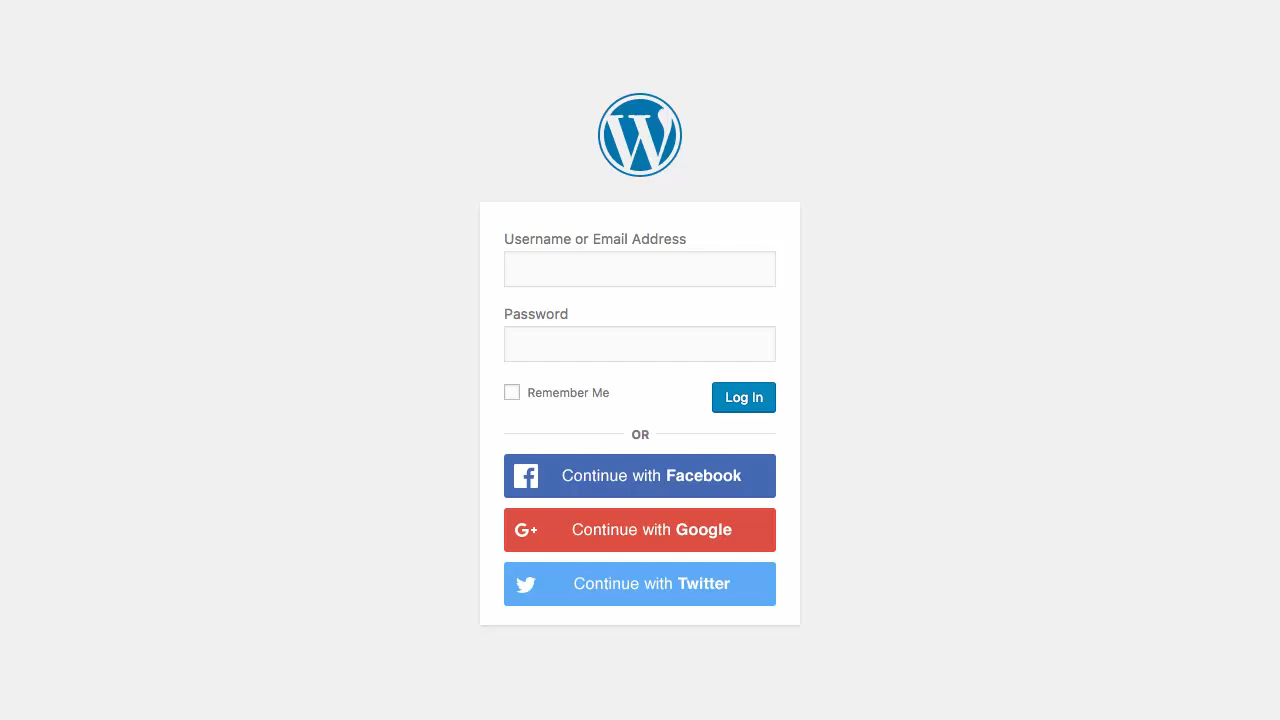 Username or Email Address
Password
Remember Me
Log In
OR
Continue with Facebook
Continue with Google
Continue with Twitter